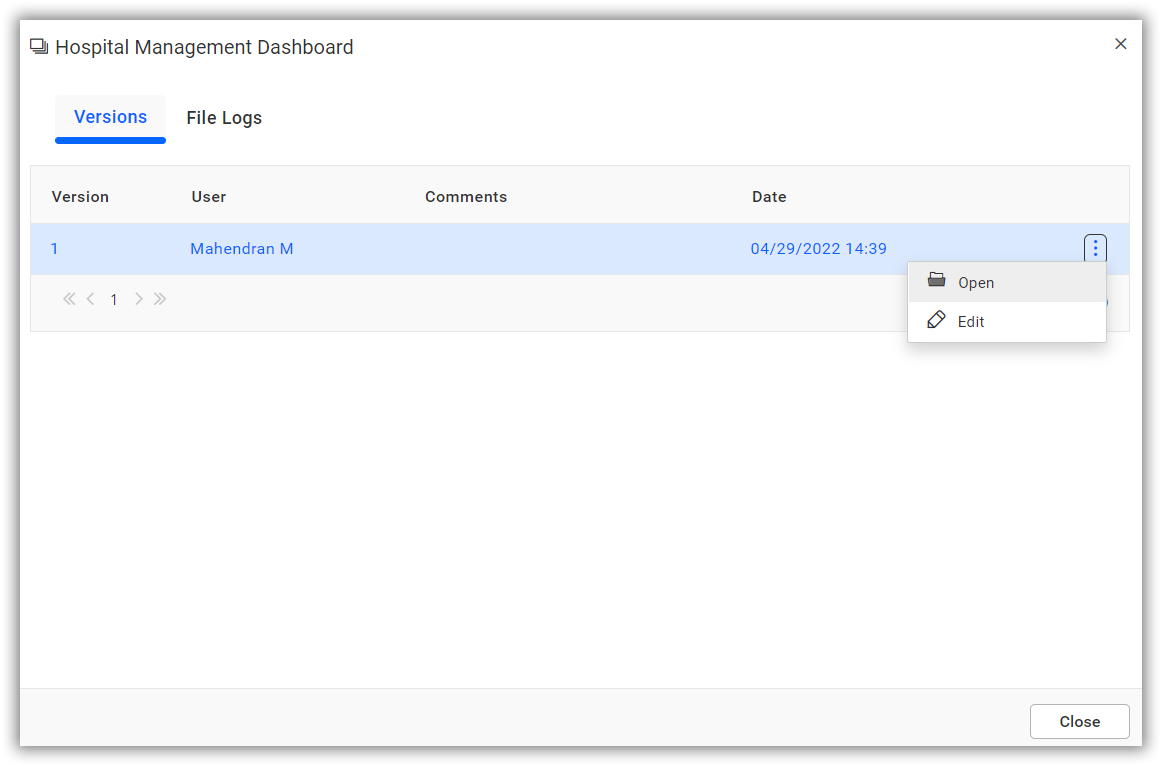 Hospital Management Dashboard
Versions File Logs
Version User Comments Date
1 Mahendran M 04/29/2022 14:39
Open
1
Edit
Close